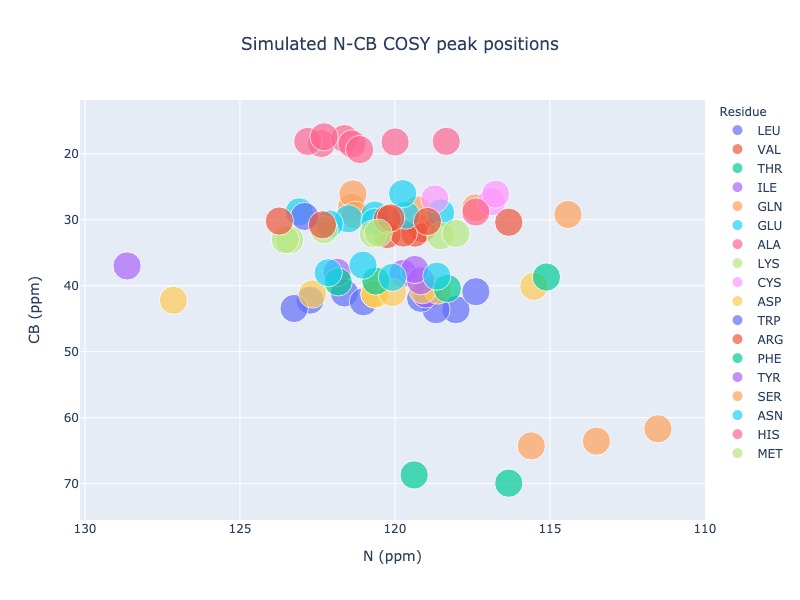 Simulated N-CB COSY peak positions
Residue
LEU
VAL
THR
ILE
GLN
GLU
ALA
LYS
CYS
ASP
TRP
ARG
PHE
TYR
SER
ASN
HIS
MET
20
30
40
50
60
70
CB (ppm)
130
125
120
115
110
N (ppm)